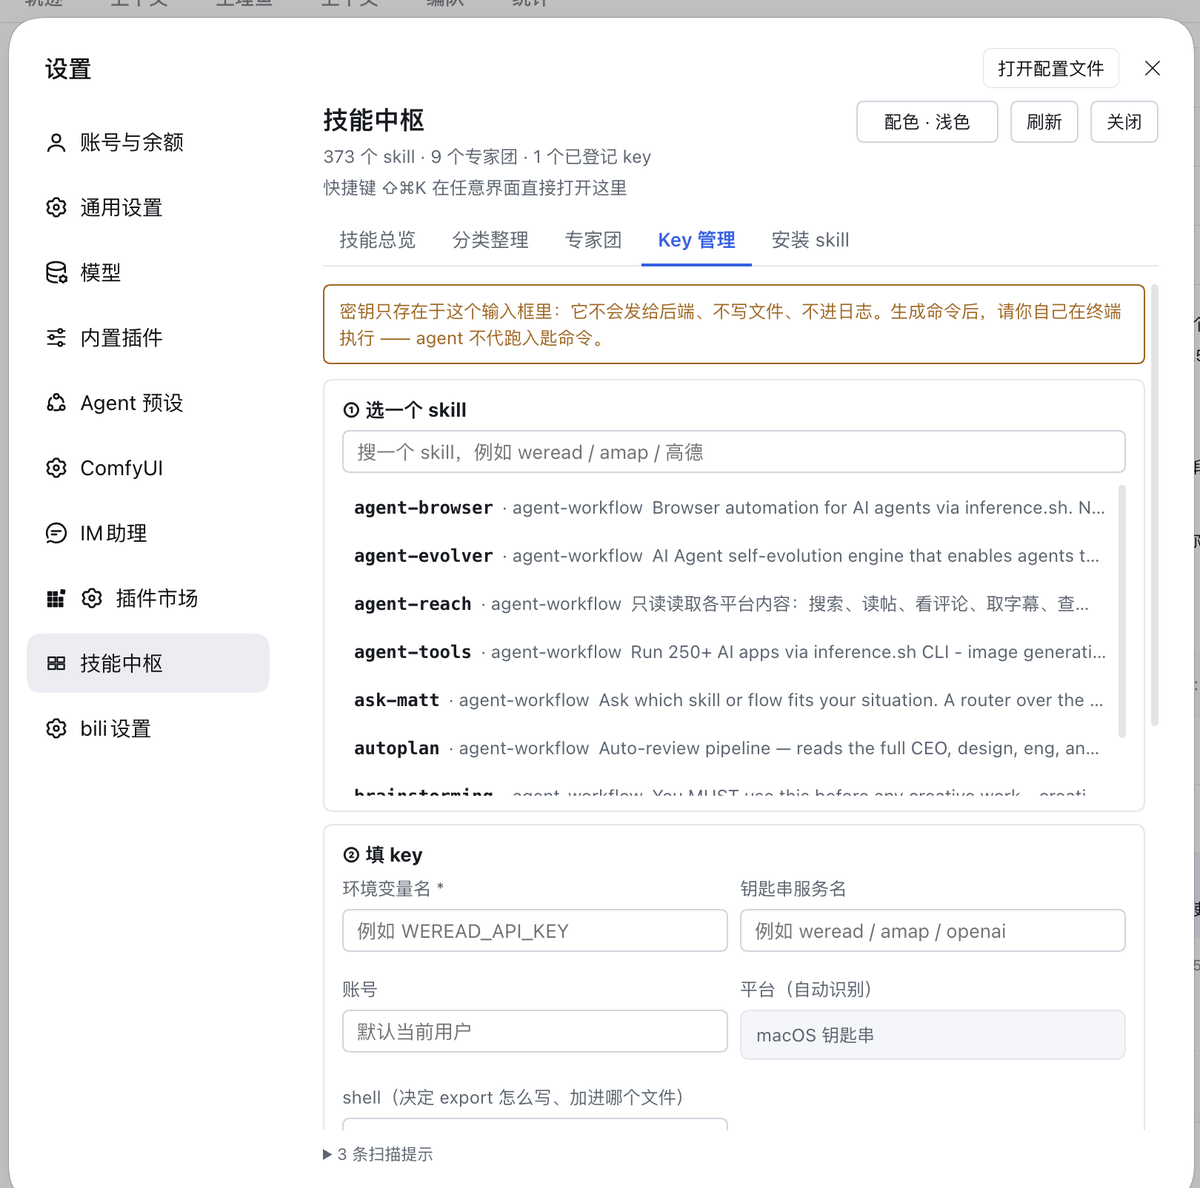 设置
打开配置文件
账号与余额
通用设置
模型
内置插件
Agent 预设
ComfyUI
IM 助理
插件市场
技能中枢
bili 设置
技能中枢
配色 · 浅色
刷新
关闭
373 个 skill · 9 个专家团 · 1 个已登记 key
快捷键 ⇧⌘K 在任意界面直接打开这里
技能总览
分类整理
专家团
Key 管理
安装 skill
密钥只存在于这个输入框里：它不会发给后端、不写文件、不进日志。生成命令后，请你自己在终端
执行 —— agent 不代跑入匙命令。
① 选一个 skill
搜一个 skill，例如 weread / amap / 高德
agent-browser · agent-workflow Browser automation for AI agents via inference.sh. N...
agent-evolver · agent-workflow AI Agent self-evolution engine that enables agents t...
agent-reach · agent-workflow 只读读取各平台内容：搜索、读帖、看评论、取字幕、查...
agent-tools · agent-workflow Run 250+ AI apps via inference.sh CLI - image generati...
ask-matt · agent-workflow Ask which skill or flow fits your situation. A router over the ...
autoplan · agent-workflow Auto-review pipeline — reads the full CEO, design, eng, an...
brainstorming · agent-workflow You MUST use this before any creative work - creati...
② 填 key
环境变量名 *
钥匙串服务名
例如 WEREAD_API_KEY
例如 weread / amap / openai
账号
平台（自动识别）
默认当前用户
macOS 钥匙串
shell（决定 export 怎么写、加进哪个文件）
▶ 3 条扫描提示